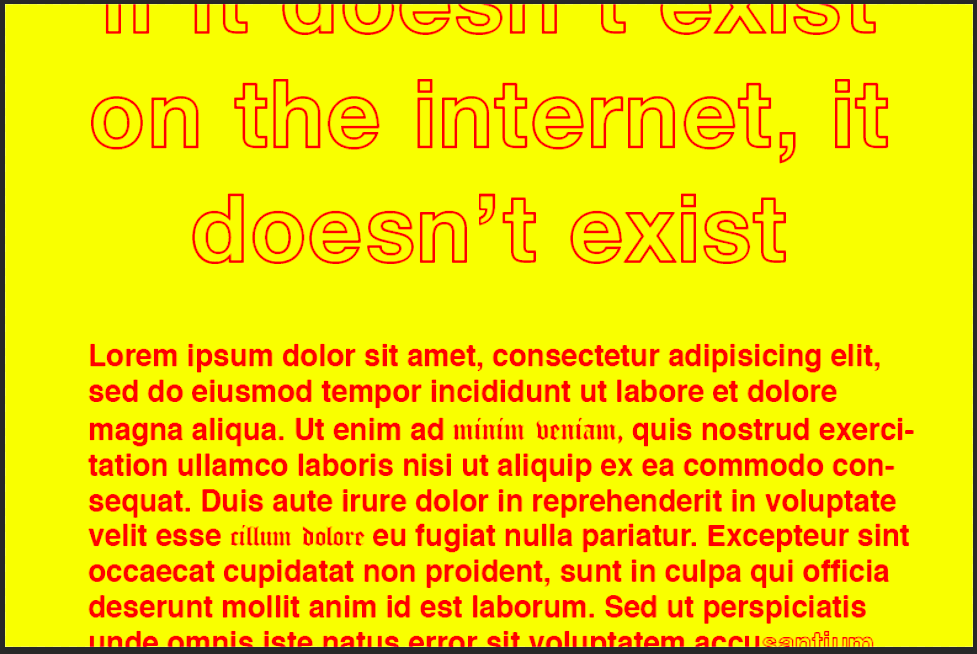 if it doesn't exist
on the internet, it
doesn’t exist
Lorem ipsum dolor sit amet, consectetur adipisicing elit,
sed do eiusmod tempor incididunt ut labore et dolore
magna aliqua. Ut enim ad minim veniam, quis nostrud exerci-
tation ullamco laboris nisi ut aliquip ex ea commodo con-
sequat. Duis aute irure dolor in reprehenderit in voluptate
velit esse cillum dolore eu fugiat nulla pariatur. Excepteur sint
occaecat cupidatat non proident, sunt in culpa qui officia
deserunt mollit anim id est laborum. Sed ut perspiciatis
unde omnis iste natus error sit voluptatem accusantium